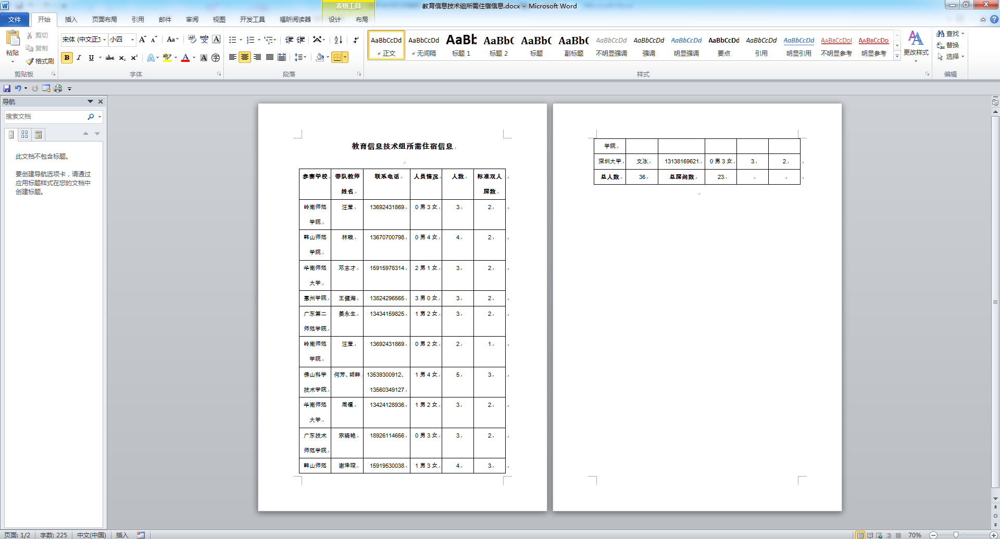 表格工具
教育信息技术组所需住宿信息.docx - Microsoft Word
文件 开始 插入 页面布局 引用 邮件 审阅 视图 开发工具 福昕阅读器 设计 布局
粘贴 剪切 复制 格式刷
宋体 (中文正文 小四
AaBbCcDd AaBbCcDd AaBb AaBbC AaBbC AaBbC AaBbCcDd AaBbCcDd AaBbCcDd AaBbCcDd AaBbCcDd AaBbCcDd AaBbCcDd AaBbCcDd
正文 无间隔 标题 1 标题 2 标题 副标题 不明显强调 强调 明显强调 要点 引用 明显引用 不明显参考 明显参考
更改样式
查找
替换
选择
剪贴板 字体 段落 样式 编辑
导航
搜索文档
此文档不包含标题。
要创建导航选项卡，请通过
应用标题样式在您的文档中
创建标题。
教育信息技术组所需住宿信息
参赛学校 带队教师 联系电话 人员情况 人数 标准双人
姓名 房数
岭南师范 汪莹 13692431869 0 男 3 女 3 2
学院
韩山师范 林璇 13670700798 0 男 4 女 4 2
学院
华南师范 邓志才 15915978314 2 男 1 女 3 2
大学
惠州学院 王健海 13824296565 3 男 0 女 3 2
广东第二 姜永生 13434159825 1 男 2 女 3 2
师范学院
岭南师范 汪莹 13692431869 0 男 2 女 2 1
学院
佛山科学 何芳、胡畔 13539300912、 1 男 4 女 5 3
技术学院 13560349127
华南师范 13424128936 1 男 2 女 3 2
大学
广东技术 宗晓艳 18926114656 0 男 3 女 3 2
师范学院
韩山师范 谢泽琛 15919530038 1 男 3 女 4 3
学院
深圳大学 文冰 13138169621 0 男 3 女 3 2
总人数 36 总房间数 23
页面: 1/2 字数: 225 中文(中国) 插入 70%